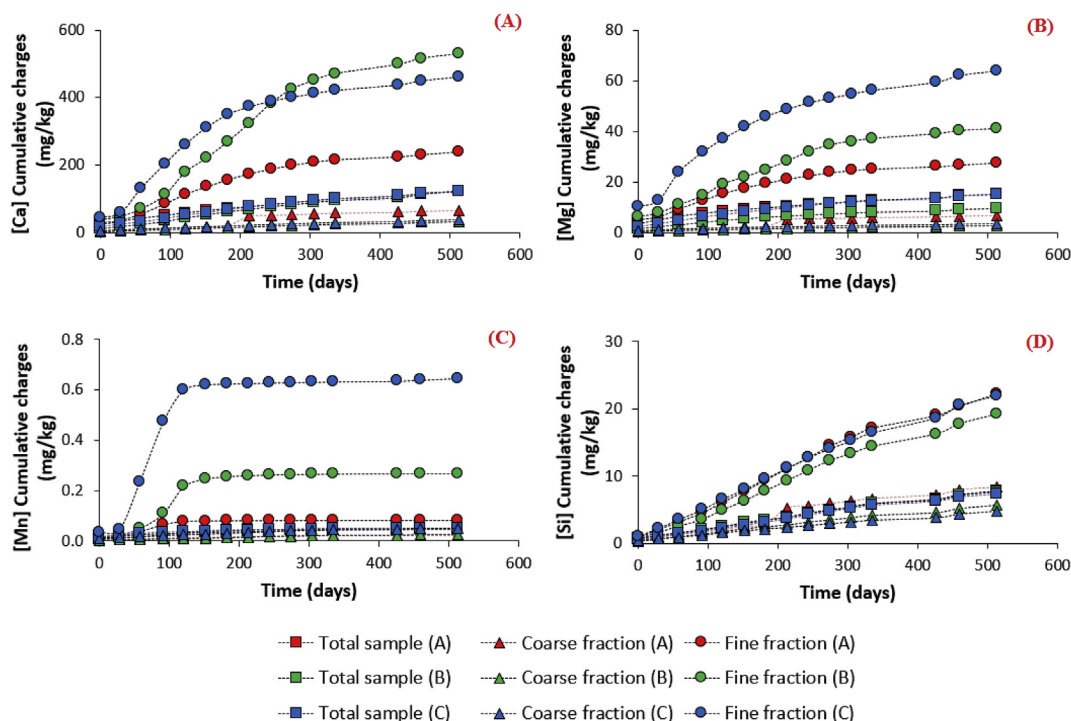 (A)
[Ca] Cumulative charges
(mg/kg)
600
400
200
0
0 100 200 300 400 500 600
Time (days)
(B)
[Mg] Cumulative charges
(mg/kg)
80
60
40
20
0
0 100 200 300 400 500 600
Time (days)
(C)
[Mn] Cumulative charges
(mg/kg)
0.8
0.6
0.4
0.2
0.0
0 100 200 300 400 500 600
Time (days)
(D)
[Si] Cumulative charges
(mg/kg)
30
20
10
0
0 100 200 300 400 500 600
Time (days)
Total sample (A) Coarse fraction (A) Fine fraction (A)
Total sample (B) Coarse fraction (B) Fine fraction (B)
Total sample (C) Coarse fraction (C) Fine fraction (C)